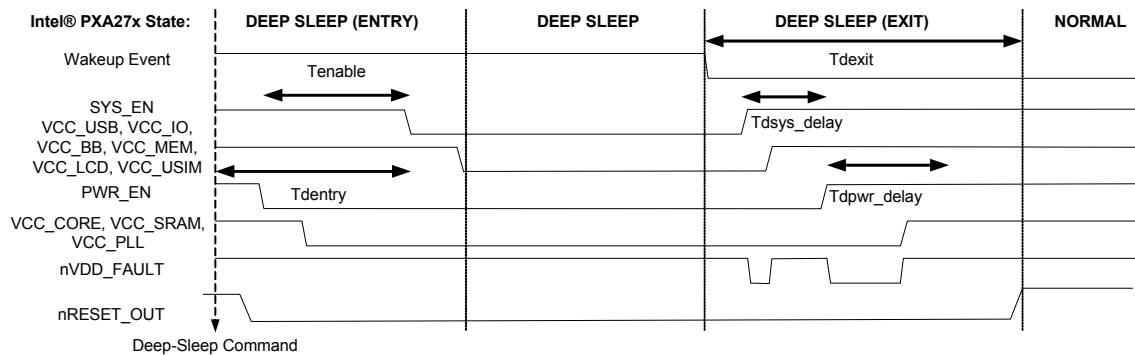 Intel® PXA27x State: DEEP SLEEP (ENTRY) DEEP SLEEP DEEP SLEEP (EXIT) NORMAL
Wakeup Event
Tenable
Tdexit
SYS_EN
VCC_USB, VCC_IO,
Tdsys_delay
VCC_BB, VCC_MEM,
VCC_LCD, VCC_USIM
PWR_EN
Tdentry
Tdpwr_delay
VCC_CORE, VCC_SRAM,
VCC_PLL
nVDD_FAULT
nRESET_OUT
Deep-Sleep Command